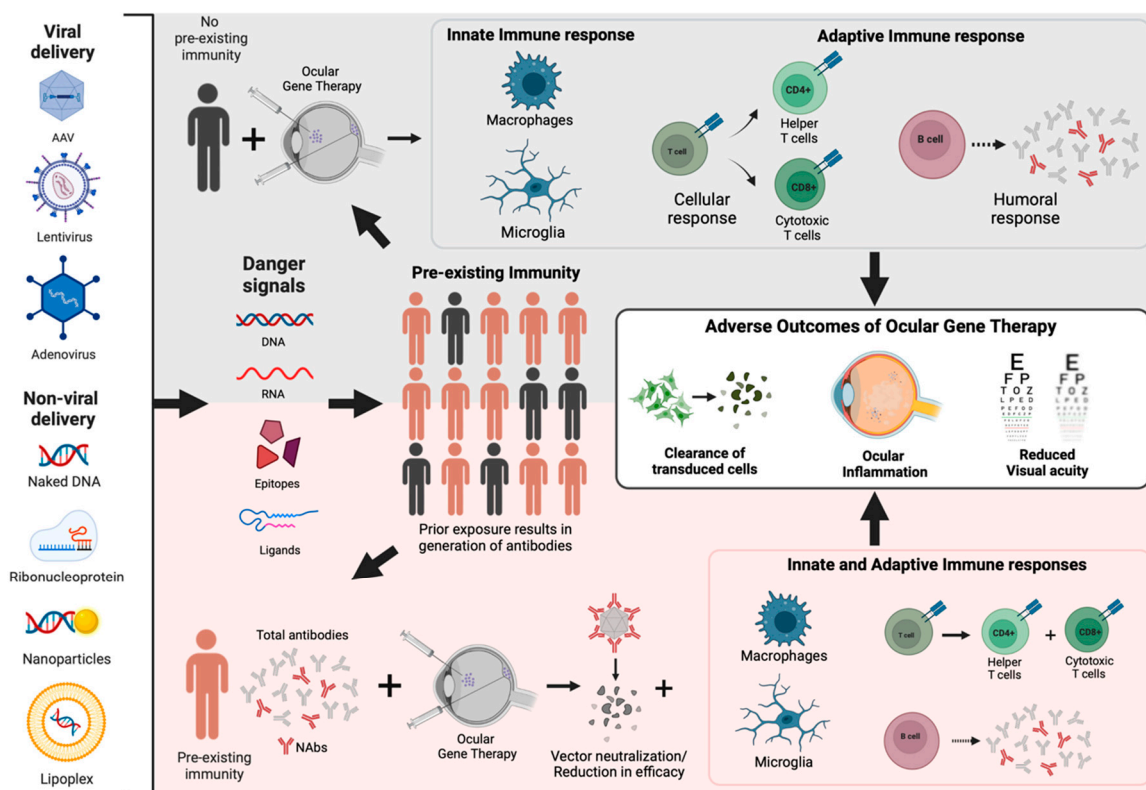 Viral
delivery
AAV
Lentivirus
Adenovirus
Non-viral
delivery
Naked DNA
Ribonucleoprotein
Nanoparticles
Lipoplex
No
pre-existing
immunity
Ocular
Gene Therapy
Innate Immune response
Macrophages
Microglia
Adaptive Immune response
T cell
Cellular
response
CD4+
Helper
T cells
CD8+
Cytotoxic
T cells
B cell
Humoral
response
Danger
signals
DNA
RNA
Epitopes
Ligands
Pre-existing Immunity
Prior exposure results in
generation of antibodies
Adverse Outcomes of Ocular Gene Therapy
Clearance of
transduced cells
Ocular
Inflammation
E
F P
T O Z
L P E D
P E F O D
E
F P
T O Z
L P E D
Reduced
Visual acuity
Pre-existing
immunity
Total antibodies
NAbs
Ocular
Gene Therapy
Vector neutralization/
Reduction in efficacy
Innate and Adaptive Immune responses
Macrophages
Microglia
T cell
CD4+
Helper
T cells
CD8+
Cytotoxic
T cells
B cell